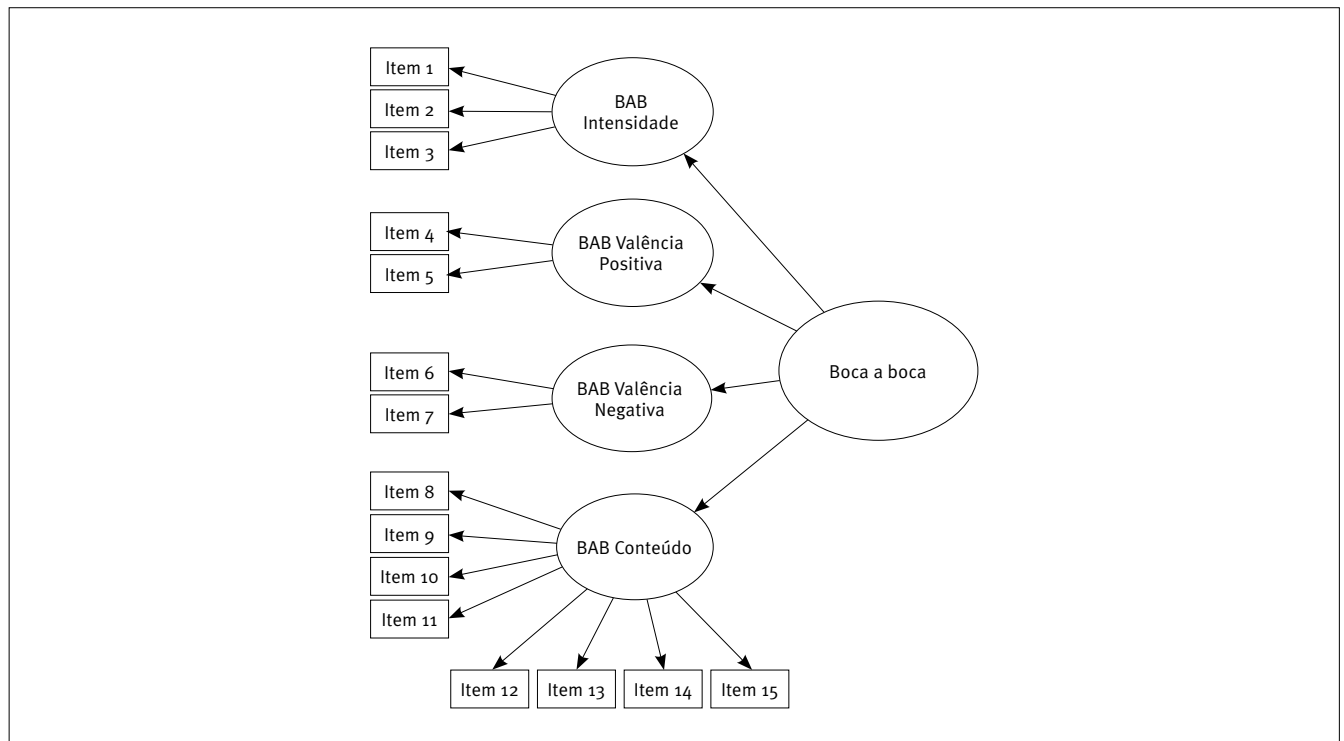 Item 1
Item 2
Item 3
BAB
Intensidade
Item 4
Item 5
BAB Valência
Positiva
Item 6
Item 7
BAB Valência
Negativa
Boca a boca
Item 8
Item 9
Item 10
Item 11
BAB Conteúdo
Item 12
Item 13
Item 14
Item 15